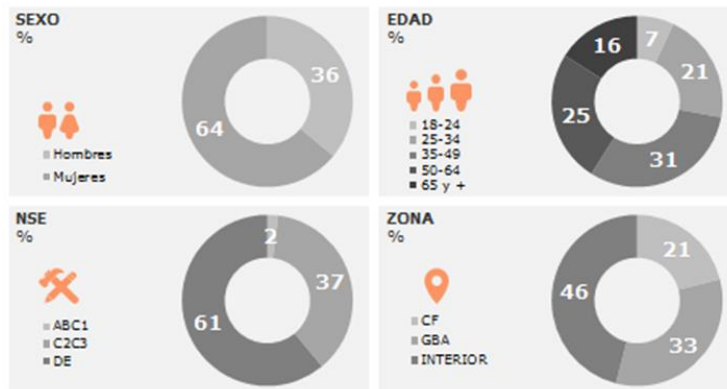 SEXO
%
36
64
Hombres
Mujeres
EDAD
%
7
21
31
25
16
18-24
25-34
35-49
50-64
65 y +
NSE
%
2
37
61
ABC1
C2C3
DE
ZONA
%
21
33
46
CF
GBA
INTERIOR